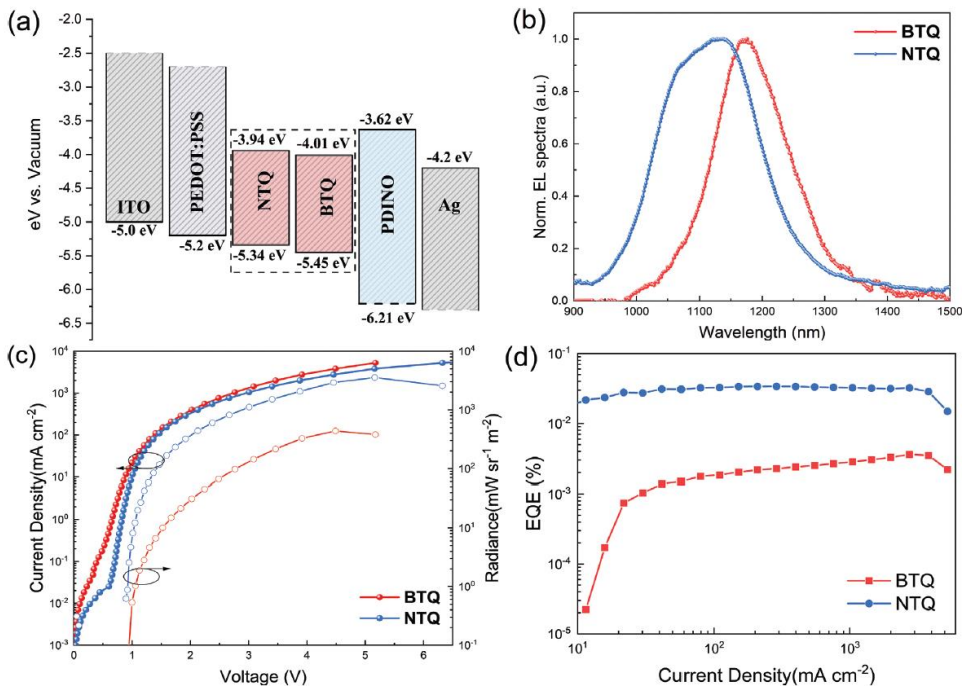 (a)
eV vs. Vacuum
-2.0
-2.5
-3.0
-3.5
-4.0
-4.5
-5.0
-5.5
-6.0
-6.5
ITO
-5.0 eV
PEDOT:PSS
-5.2 eV
-3.94 eV
NTQ
-5.34 eV
-4.01 eV
BTQ
-5.45 eV
-3.62 eV
PDINO
-6.21 eV
-4.2 eV
Ag
(b)
Norm. EL spectra (a.u.)
1.0
0.8
0.6
0.4
0.2
0.0
900 1000 1100 1200 1300 1400 1500
Wavelength (nm)
BTQ
NTQ
(c)
Current Density(mA cm⁻²)
10⁴
10³
10²
10¹
10⁰
10⁻¹
10⁻²
10⁻³
0 1 2 3 4 5 6
Voltage (V)
10⁴
10³
10²
10¹
10⁰
10⁻¹
Radiance(mW sr⁻¹ m⁻²)
BTQ
NTQ
(d)
EQE (%)
10⁻¹
10⁻²
10⁻³
10⁻⁴
10⁻⁵
10¹ 10² 10³
Current Density(mA cm⁻²)
BTQ
NTQ